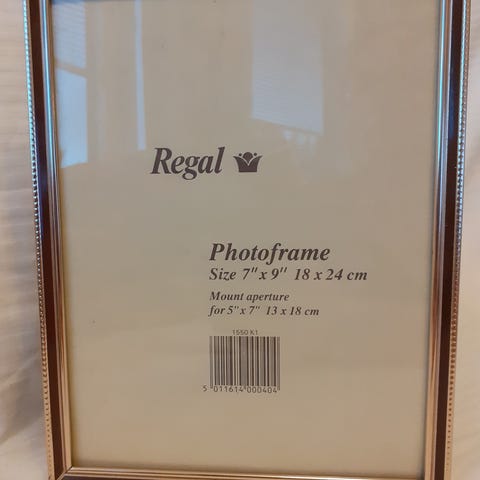 Regal
Photoframe
Size 7" x 9" 18 x 24 cm
Mount aperture
for 5" x 7" 13 x 18 cm
1550 K1
5 011614 000404